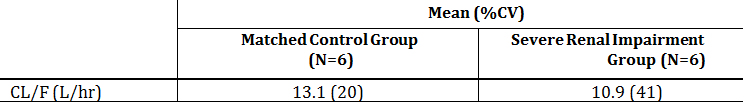 Mean (%CV)
Matched Control Group
(N=6)
Severe Renal Impairment
Group (N=6)
CL/F (L/hr)
13.1 (20)
10.9 (41)